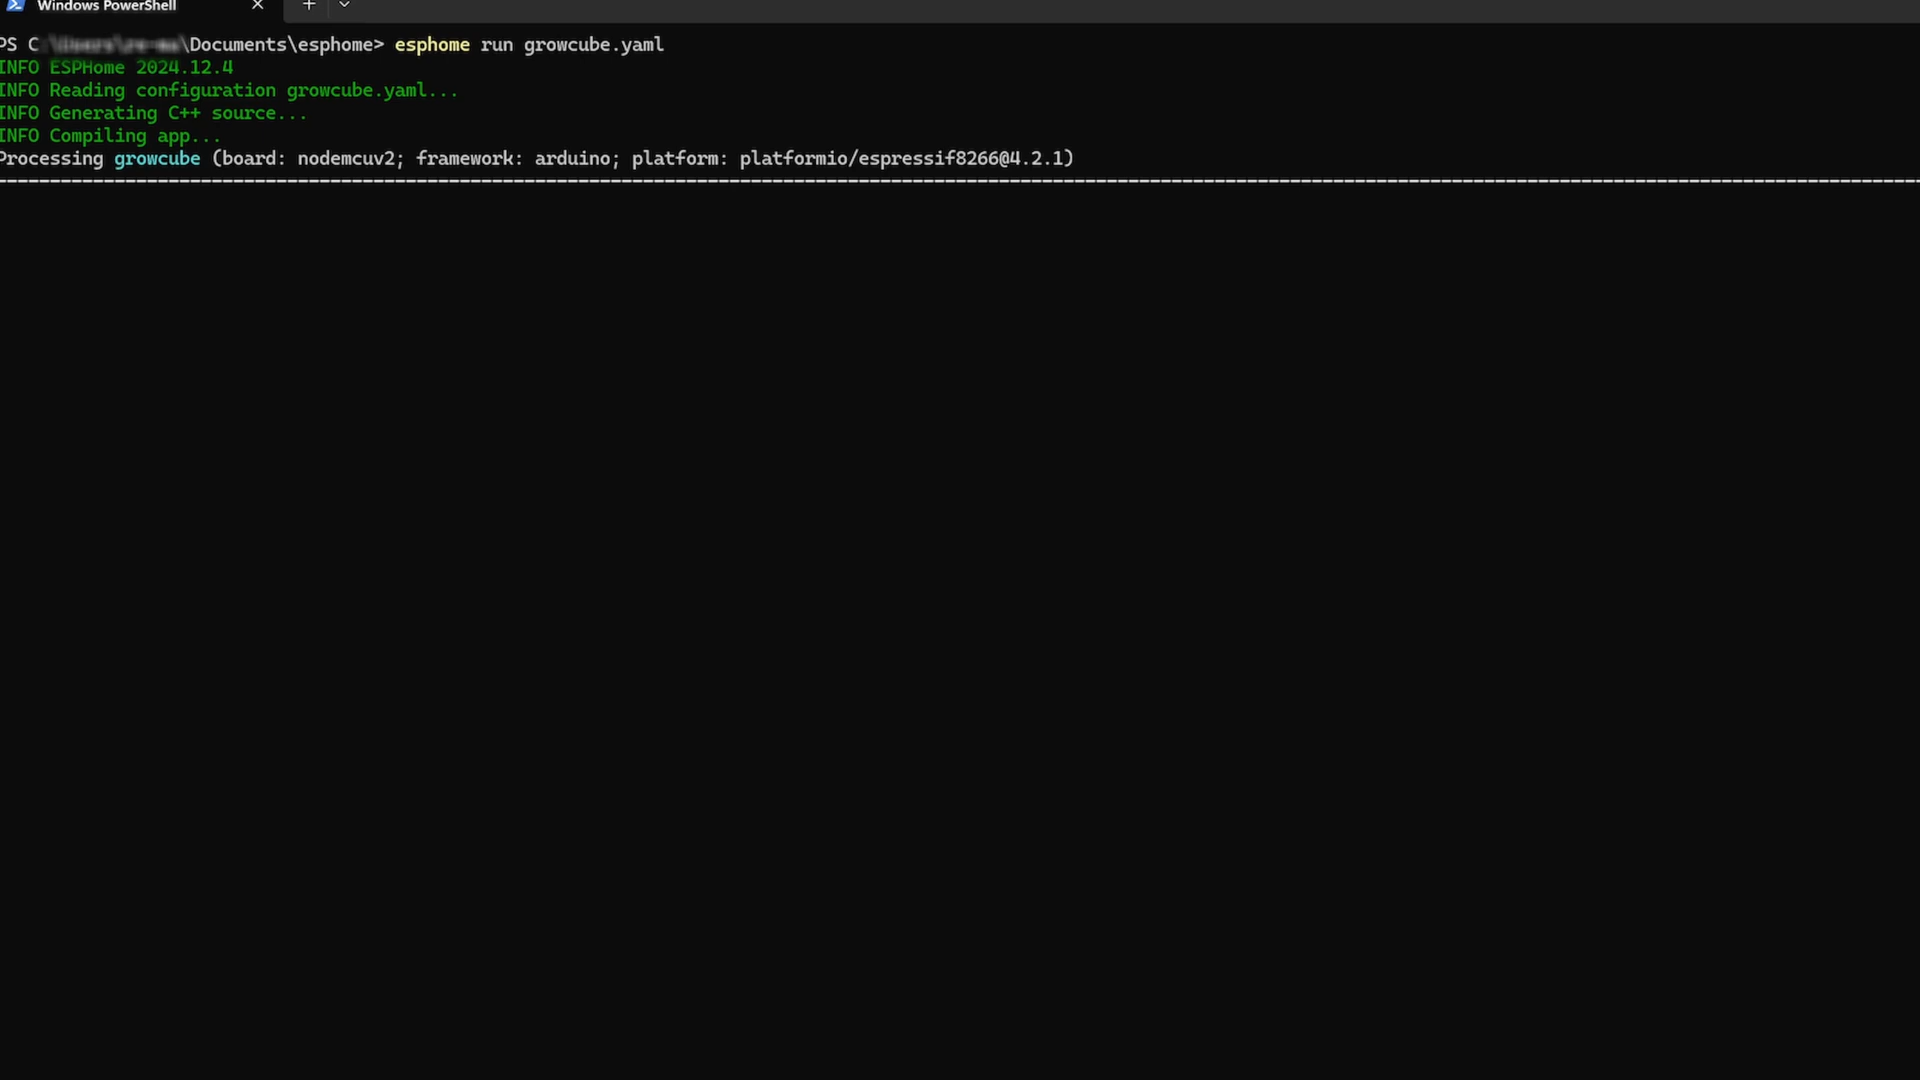 Windows PowerShell
PS C \Documents\esphome> esphome run growcube.yaml
INFO ESPHome 2024.12.4
INFO Reading configuration growcube.yaml...
INFO Generating C++ source...
INFO Compiling app...
Processing growcube (board: nodemcuv2; framework: arduino; platform: platformio/espressif8266@4.2.1)